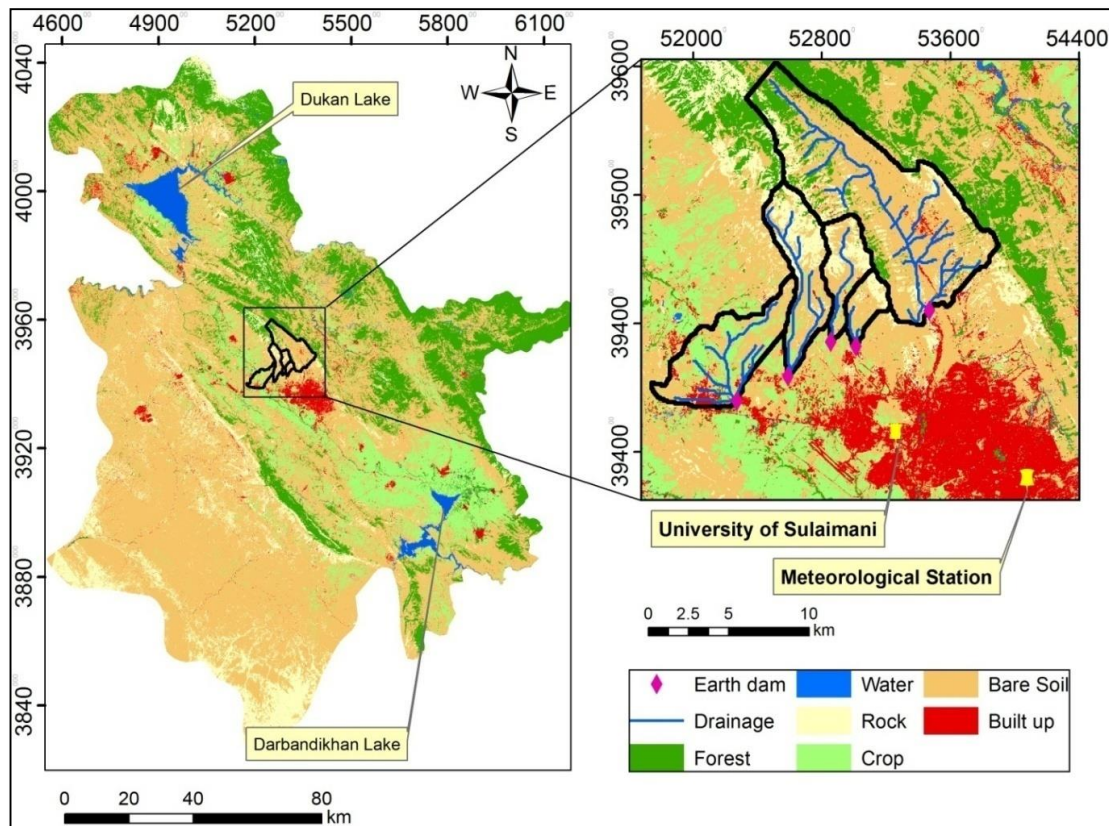 4600 4900 5200 5500 5800 6100
4040
4000
3960
3920
3880
3840
N
W E
S
Dukan Lake
Darbandikhan Lake
0 20 40 80
km
52000 52800 53600 54400
39600
39500
39400
39400
University of Sulaimani
Meteorological Station
0 2.5 5 10
km
Earth dam Water Bare Soil
Drainage Rock Built up
Forest Crop